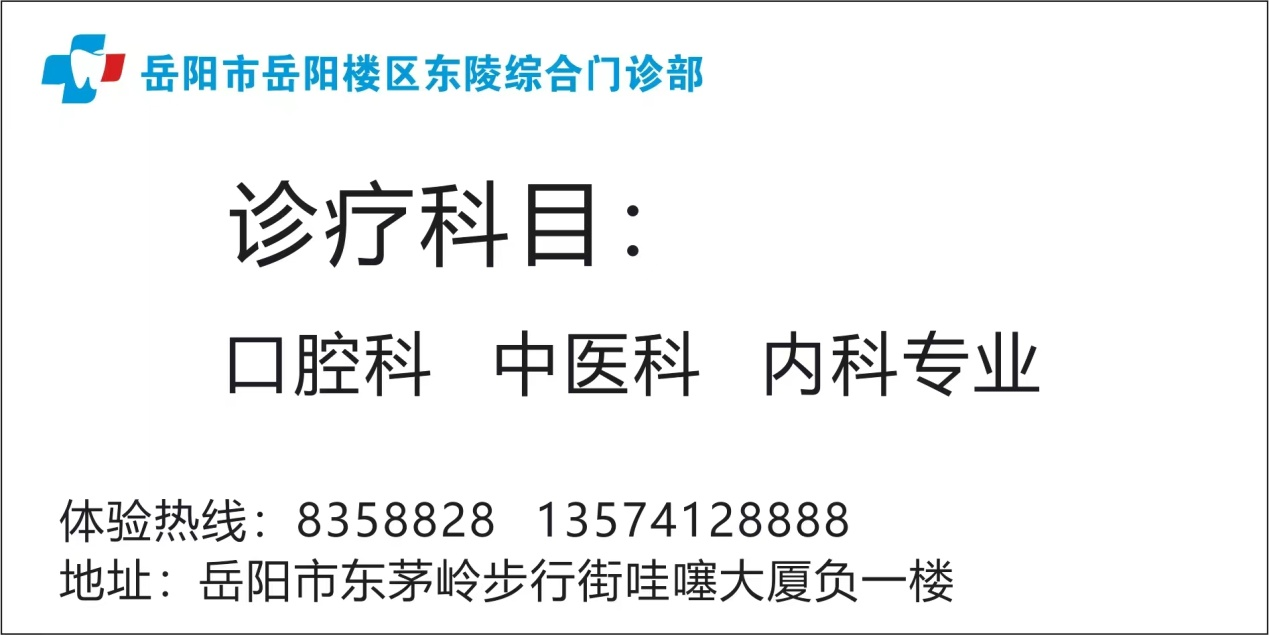 岳阳市岳阳楼区东陵综合门诊部
诊疗科目：
口腔科 中医科 内科专业
体验热线：8358828 13574128888
地址：岳阳市东茅岭步行街哇噻大厦负一楼